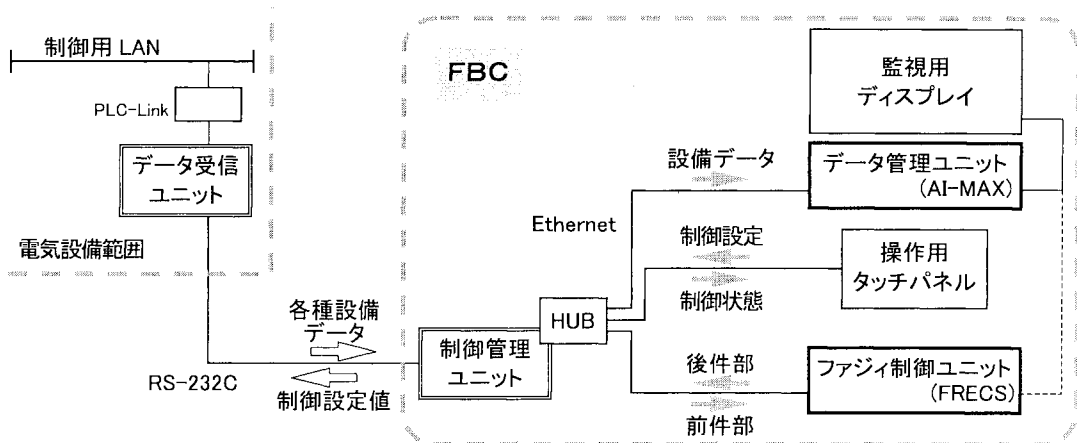 制御用 LAN
PLC-Link
データ受信
ユニット
電気設備範囲
RS-232C
各種設備
データ
制御設定値
FBC
制御管理
ユニット
HUB
Ethernet
設備データ
制御設定
制御状態
後件部
前件部
監視用
ディスプレイ
データ管理ユニット
(AI-MAX)
操作用
タッチパネル
ファジィ制御ユニット
(FRECS)